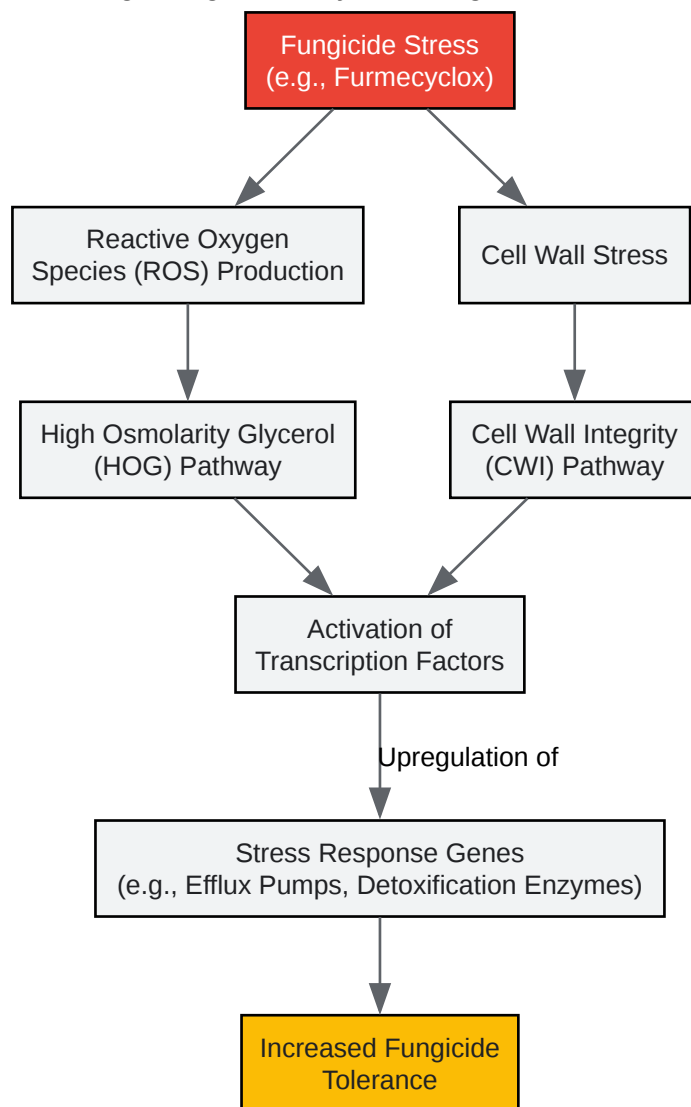 Fungicide Stress
(e.g., Furmecyclox)
Reactive Oxygen
Species (ROS) Production
Cell Wall Stress
High Osmolarity Glycerol
(HOG) Pathway
Cell Wall Integrity
(CWI) Pathway
Activation of
Transcription Factors
Upregulation of
Stress Response Genes
(e.g., Efflux Pumps, Detoxification Enzymes)
Increased Fungicide
Tolerance